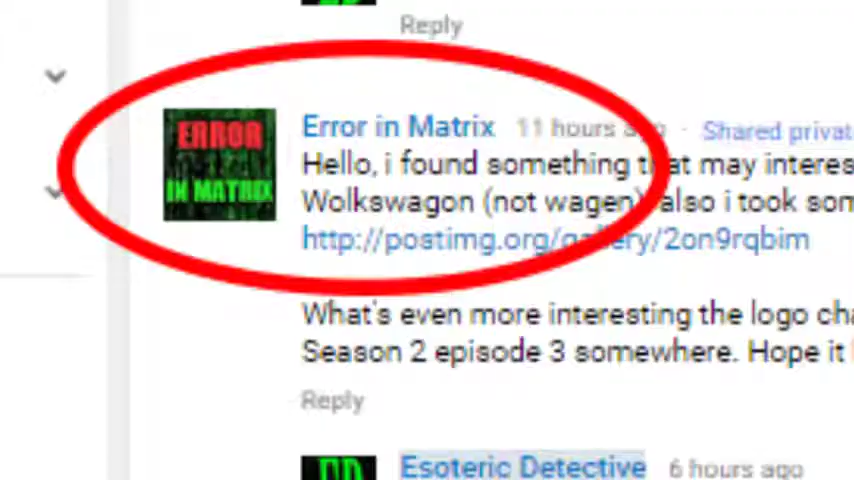 Reply
ERROR
IN MATRIX
Error in Matrix 11 hours ago · Shared privat
Hello, i found something that may interes
Wolkswagon (not wagen) also i took som
http://postimg.org/gallery/2on9rqbim
What's even more interesting the logo cha
Season 2 episode 3 somewhere. Hope it
Reply
Esoteric Detective 6 hours ago